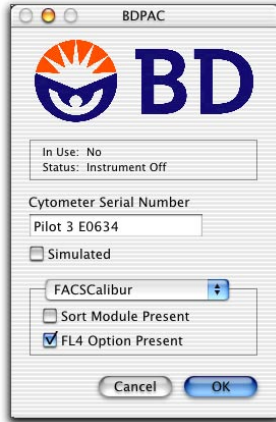 BDPAC
BD
In Use: No
Status: Instrument Off
Cytometer Serial Number
Pilot 3 E0634
Simulated
FACSCalibur
Sort Module Present
FL4 Option Present
Cancel OK